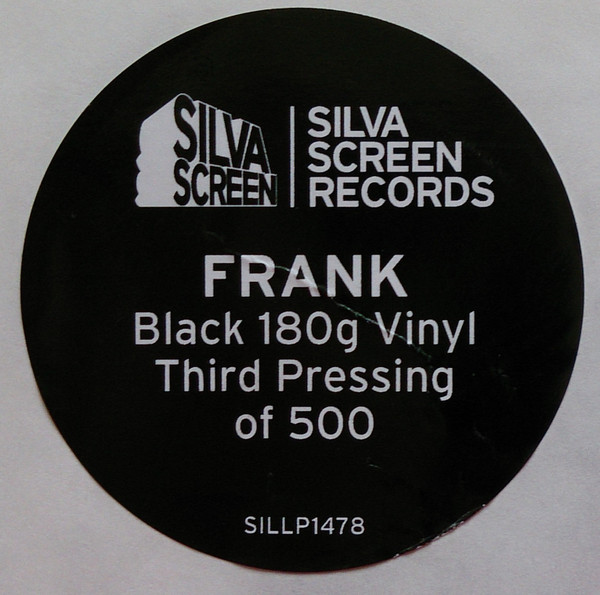 SILVA
SCREEN
SILVA
SCREEN
RECORDS
FRANK
Black 180g Vinyl
Third Pressing
of 500
SILLP1478